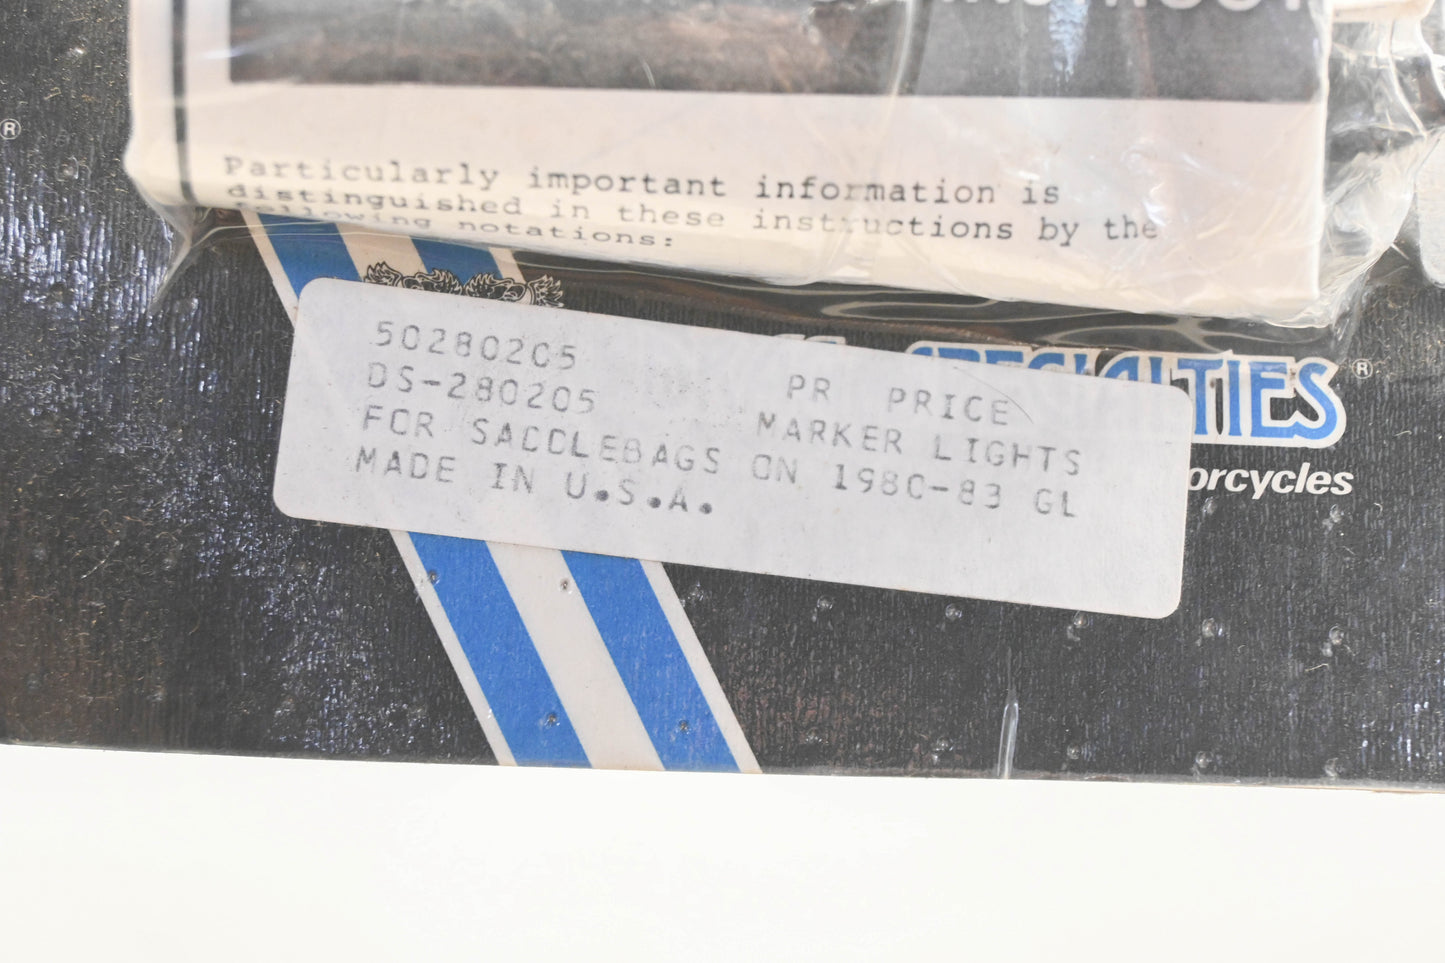 ®
Particularly important information is
distinguished in these instructions by the
following notations:
SPECIALTIES®
orcycles
50280205
DS-280205 PR PRICE
FOR SADDLEBAGS MARKER LIGHTS
MADE IN U.S.A. ON 1980-83 GL